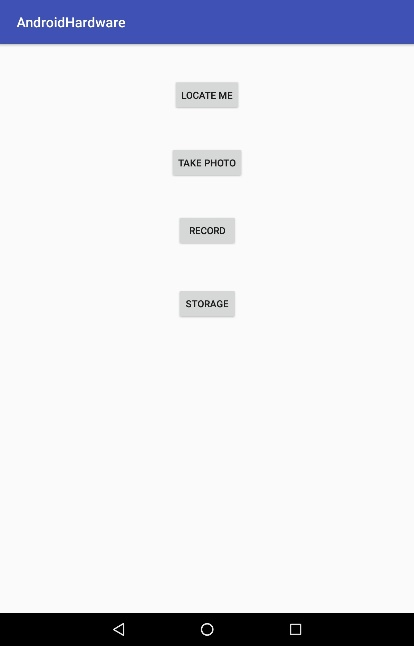 AndroidHardware
LOCATE ME
TAKE PHOTO
RECORD
STORAGE